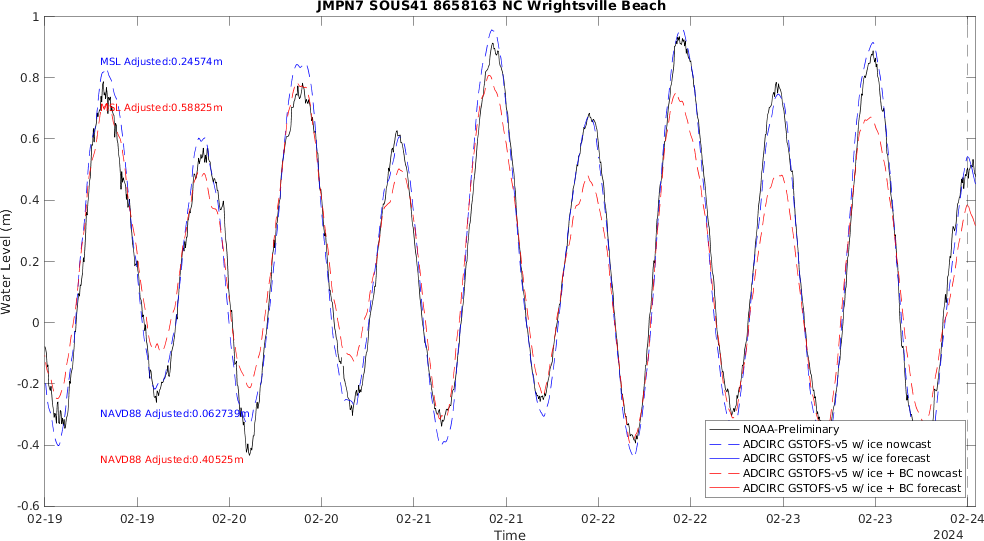 JMPN7 SOUS41 8658163 NC Wrightsville Beach
1
0.8
0.6
0.4
0.2
0
-0.2
-0.4
-0.6
Water Level (m)
MSL Adjusted:0.24574m
MSL Adjusted:0.58825m
NAVD88 Adjusted:0.062739m
NAVD88 Adjusted:0.40525m
NOAA-Preliminary
ADCIRC GSTOFS-v5 w/ ice nowcast
ADCIRC GSTOFS-v5 w/ ice forecast
ADCIRC GSTOFS-v5 w/ ice + BC nowcast
ADCIRC GSTOFS-v5 w/ ice + BC forecast
02-19 02-19 02-20 02-20 02-21 02-21 02-22 02-22 02-23 02-23 02-24
Time
2024